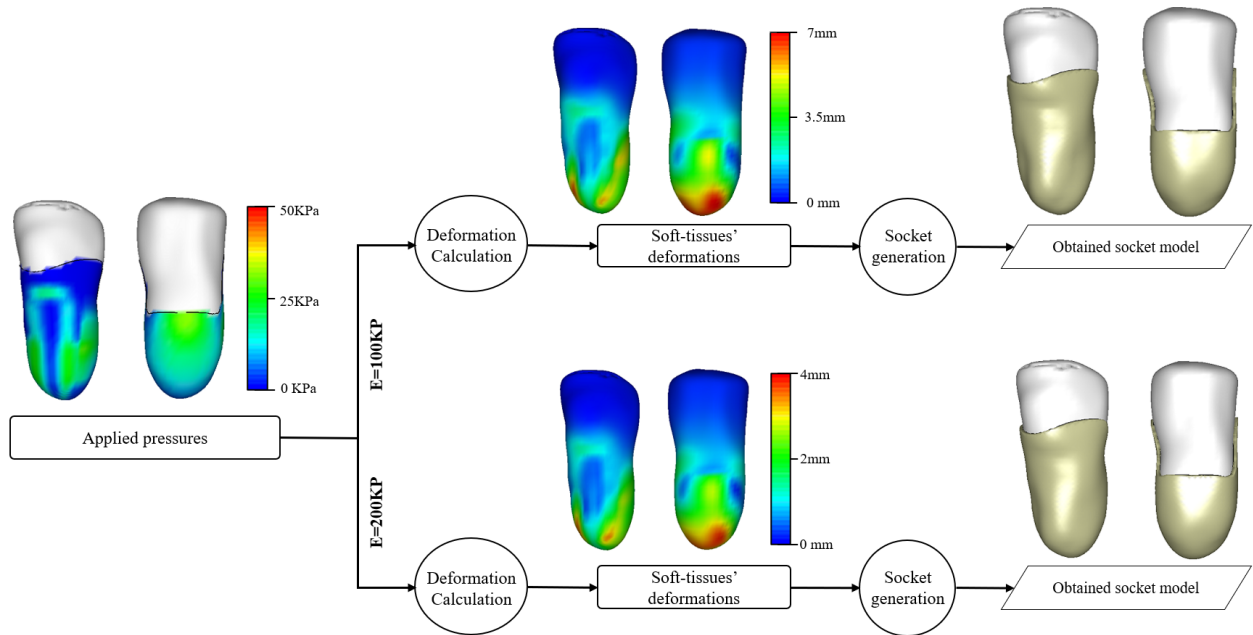 50KPa
25KPa
0 KPa
Applied pressures
E=100KP
E=200KP
Deformation
Calculation
7mm
3.5mm
0 mm
Soft-tissues’
deformations
Socket
generation
Obtained socket model
Deformation
Calculation
4mm
2mm
0 mm
Soft-tissues’
deformations
Socket
generation
Obtained socket model